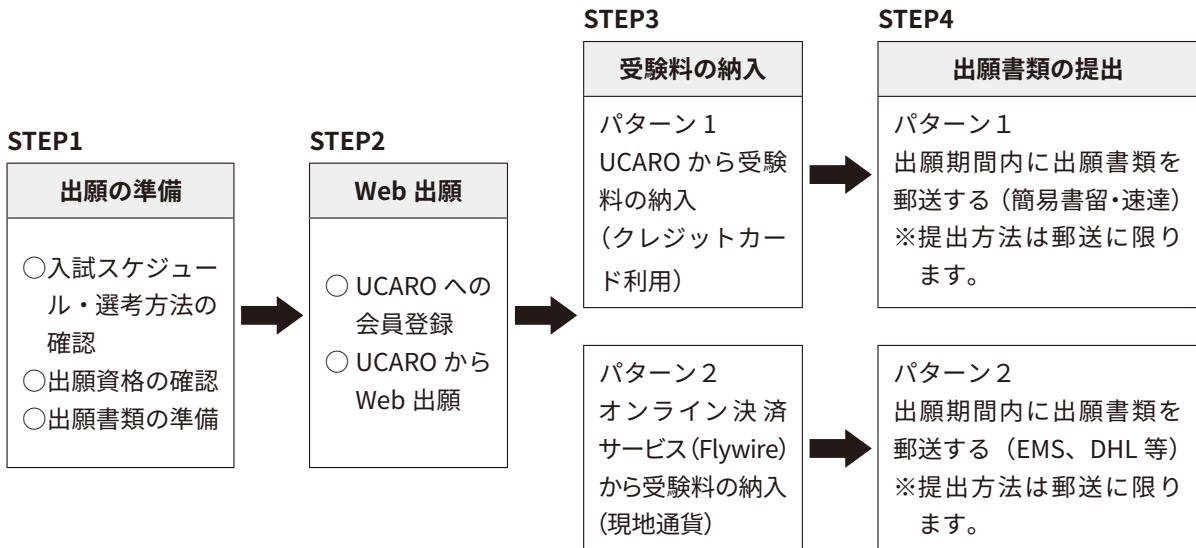 STEP1
出願の準備
○入試スケジュー
ル・選考方法の
確認
○出願資格の確認
○出願書類の準備
STEP2
Web 出願
○ UCARO への
会員登録
○ UCARO から
Web 出願
STEP3
受験料の納入
パターン 1
UCARO から受験
料の納入
（クレジットカー
ド利用）
パターン２
オンライン決済
サービス（Flywire）
から受験料の納入
（現地通貨）
STEP4
出願書類の提出
パターン１
出願期間内に出願書類を
郵送する（簡易書留・速達）
※提出方法は郵送に限り
ます。
パターン２
出願期間内に出願書類を
郵送する（EMS、DHL 等）
※提出方法は郵送に限り
ます。